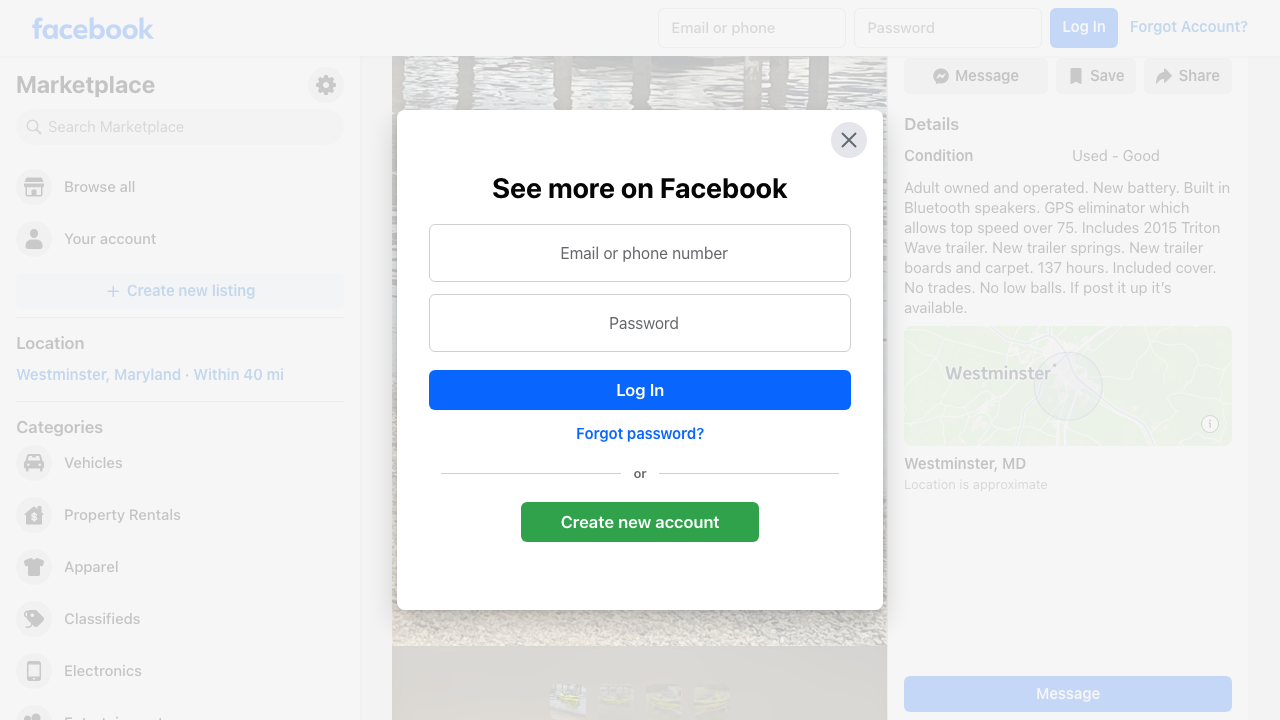 facebook
Email or phone
Password
Log In
Forgot Account?
Marketplace
Search Marketplace
Browse all
Your account
Create new listing
Location
Westminster, Maryland · Within 40 mi
Categories
Vehicles
Property Rentals
Apparel
Classifieds
Electronics
Entertainment
See more on Facebook
Email or phone number
Password
Log In
Forgot password?
or
Create new account
Message
Save
Share
Details
Condition
Used - Good
Adult owned and operated. New battery. Built in
Bluetooth speakers. GPS eliminator which
allows top speed over 75. Includes 2015 Triton
Wave trailer. New trailer springs. New trailer
boards and carpet. 137 hours. Included cover.
No trades. No low balls. If post it up it's
available.
Westminster
Westminster, MD
Location is approximate
Message